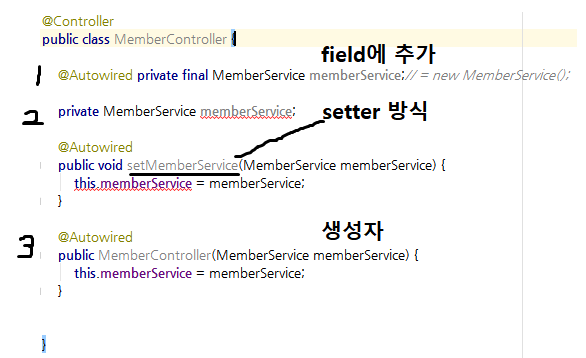 @Controller
public class MemberController {
field에 추가
1 @Autowired private final MemberService memberService;// = new MemberService();
2 private MemberService memberService;
setter 방식
@Autowired
public void setMemberService(MemberService memberService) {
this.memberService = memberService;
}
생성자
3 @Autowired
public MemberController(MemberService memberService) {
this.memberService = memberService;
}
}